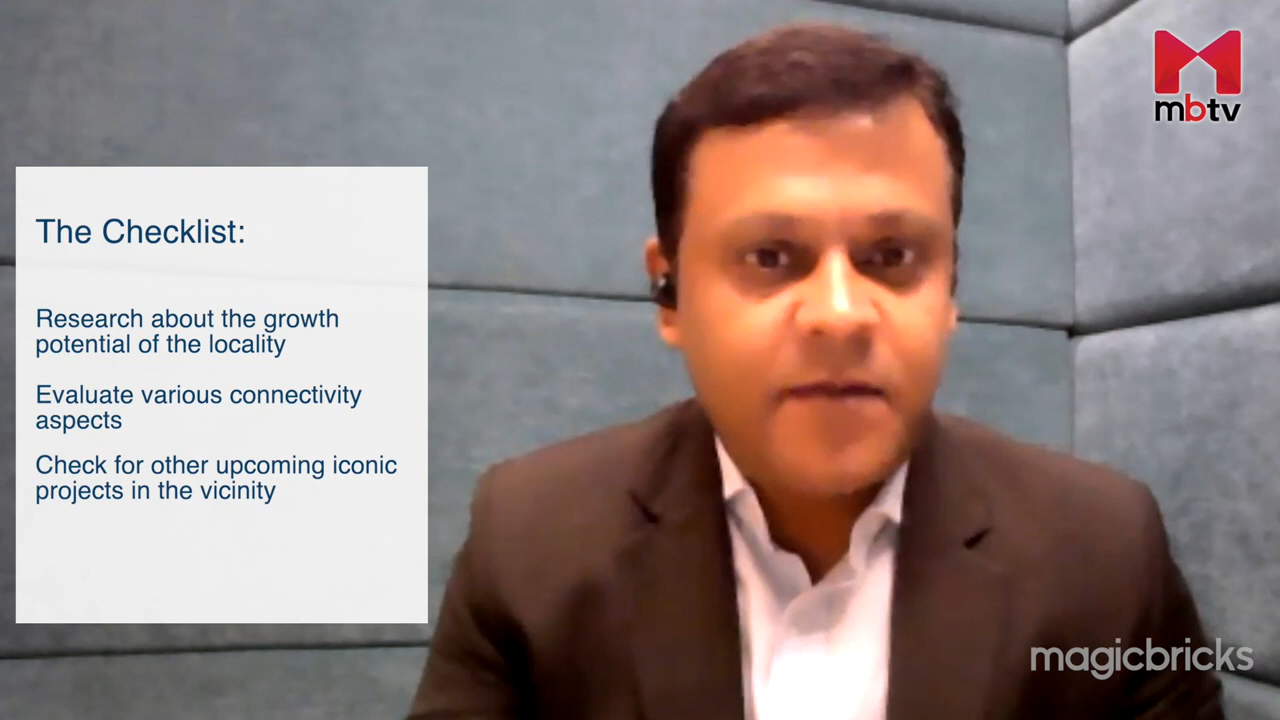 mbtv
The Checklist:
Research about the growth
potential of the locality
Evaluate various connectivity
aspects
Check for other upcoming iconic
projects in the vicinity
magicbricks